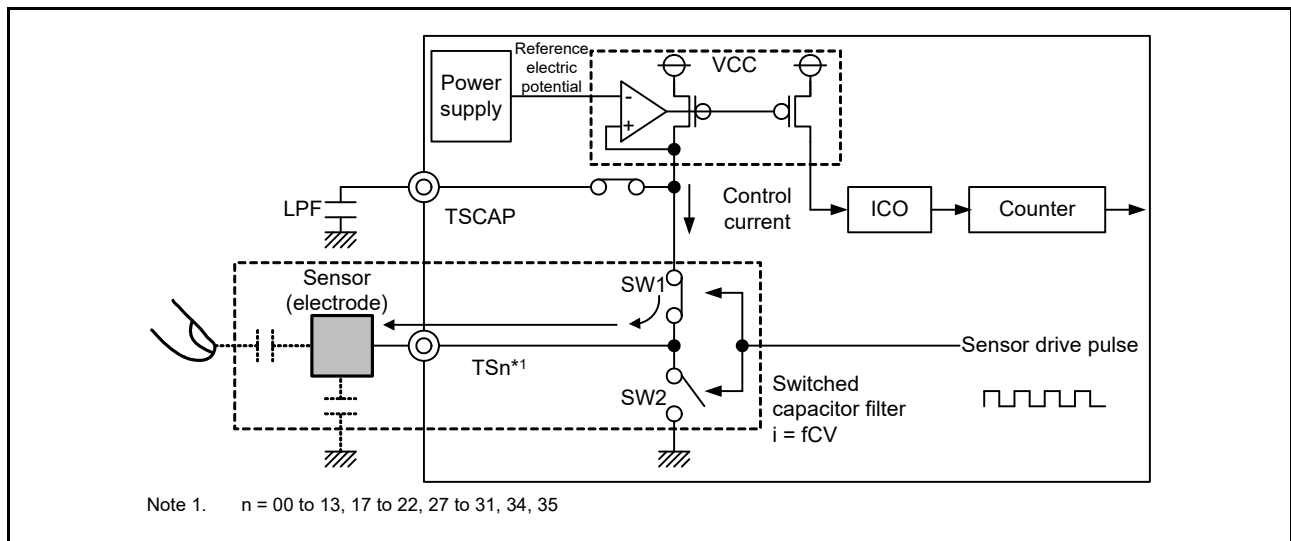 Power
supply
Reference
electric
potential
VCC
-
+
LPF
TSCAP
Control
current
ICO
Counter
Sensor
(electrode)
SW1
TSn*1
SW2
Sensor drive pulse
Switched
capacitor filter
i = fCV
Note 1. n = 00 to 13, 17 to 22, 27 to 31, 34, 35